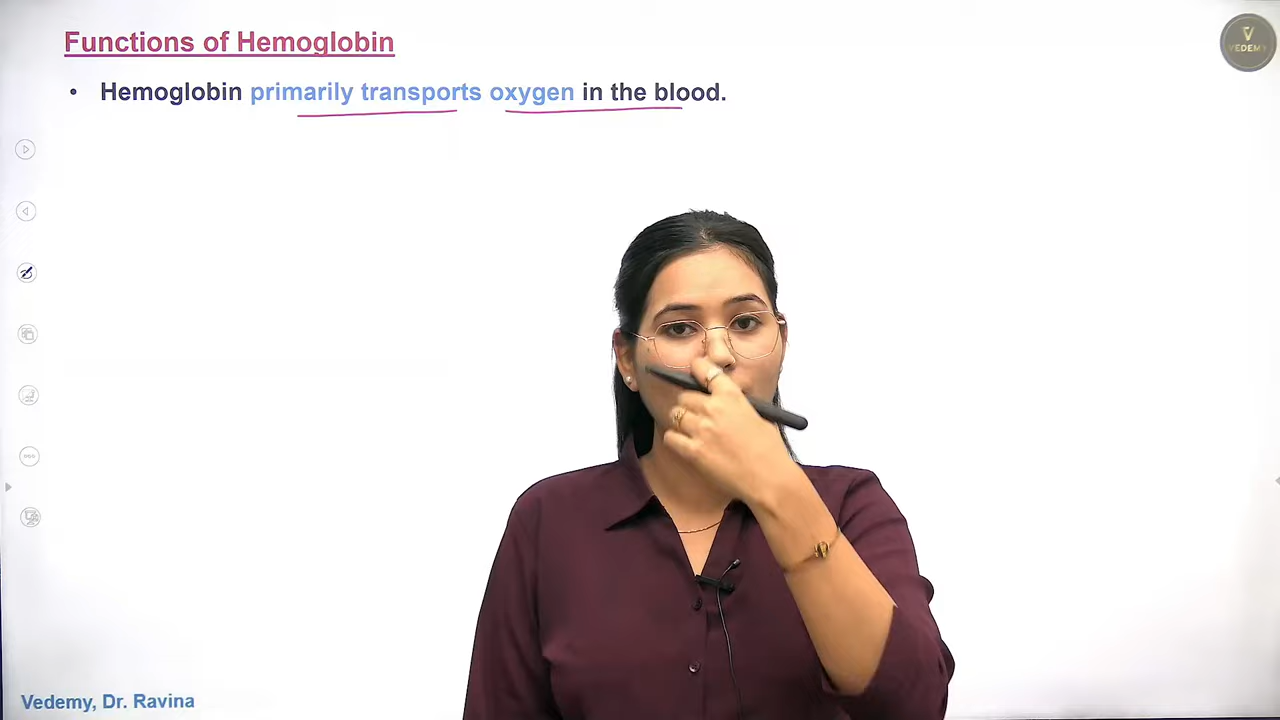 Functions of Hemoglobin
• Hemoglobin primarily transports oxygen in the blood.
VEDEMY
Vedemy, Dr. Ravina